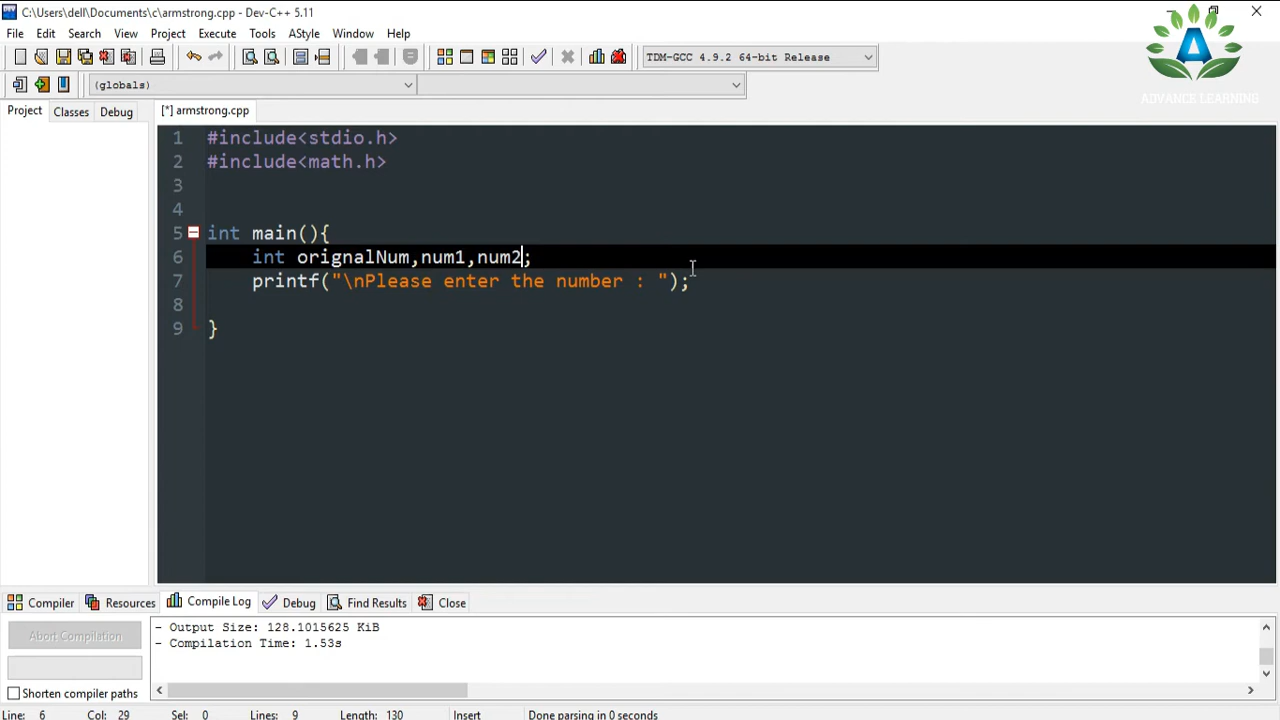 C:\Users\dell\Documents\c\armstrong.cpp - Dev-C++ 5.11
File Edit Search View Project Execute Tools AStyle Window Help
TDM-GCC 4.9.2 64-bit Release
(globals)
ADVANCE LEARNING
Project Classes Debug [*] armstrong.cpp
1 #include<stdio.h>
2 #include<math.h>
3
4
5 int main(){
6 int orignalNum,num1,num2;
7 printf("\nPlease enter the number : ");
8
9 }
Compiler Resources Compile Log Debug Find Results Close
Abort Compilation
- Output Size: 128.1015625 KiB
- Compilation Time: 1.53s
Shorten compiler paths
Line: 6 Col: 29 Sel: 0 Lines: 9 Length: 130 Insert Done parsing in 0 seconds